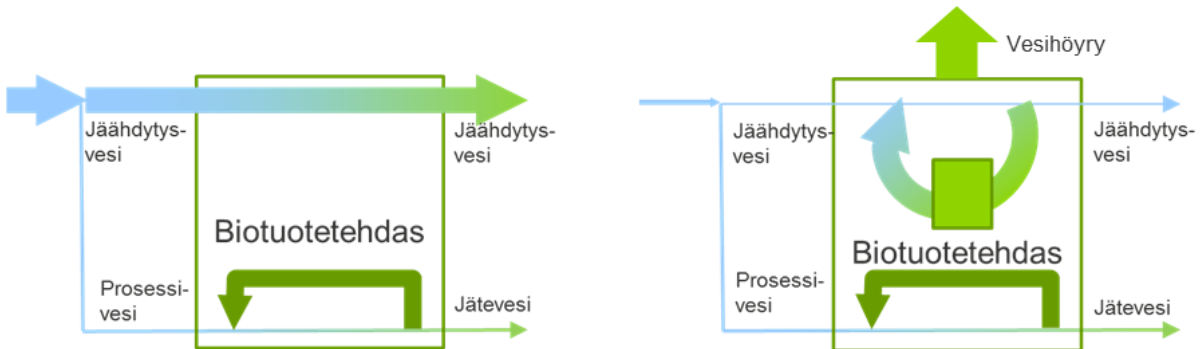 Jäähdytys-
vesi
Jäähdytys-
vesi
Biotuotetehdas
Prosessi-
vesi
Jätevesi
Vesihöyry
Jäähdytys-
vesi
Jäähdytys-
vesi
Biotuotetehdas
Prosessi-
vesi
Jätevesi